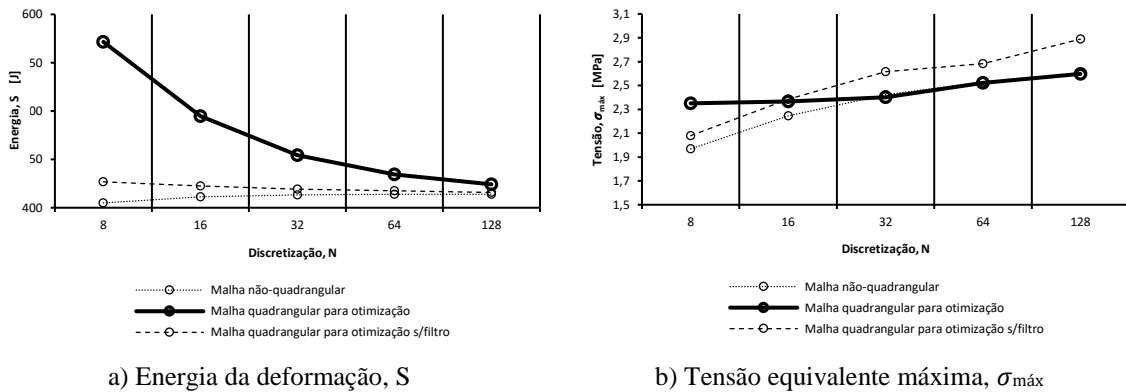 600
50
00
50
400
Energia, S [J]
8 16 32 64 128
Discretização, N
Malha não-quadrangular
Malha quadrangular para otimização
Malha quadrangular para otimização s/filtro
a) Energia da deformação, S
3,1
2,9
2,7
2,5
2,3
2,1
1,9
1,7
1,5
Tensão, σmáx [MPa]
8 16 32 64 128
Discretização, N
Malha não-quadrangular
Malha quadrangular para otimização
Malha quadrangular para otimização s/filtro
b) Tensão equivalente máxima, σmáx